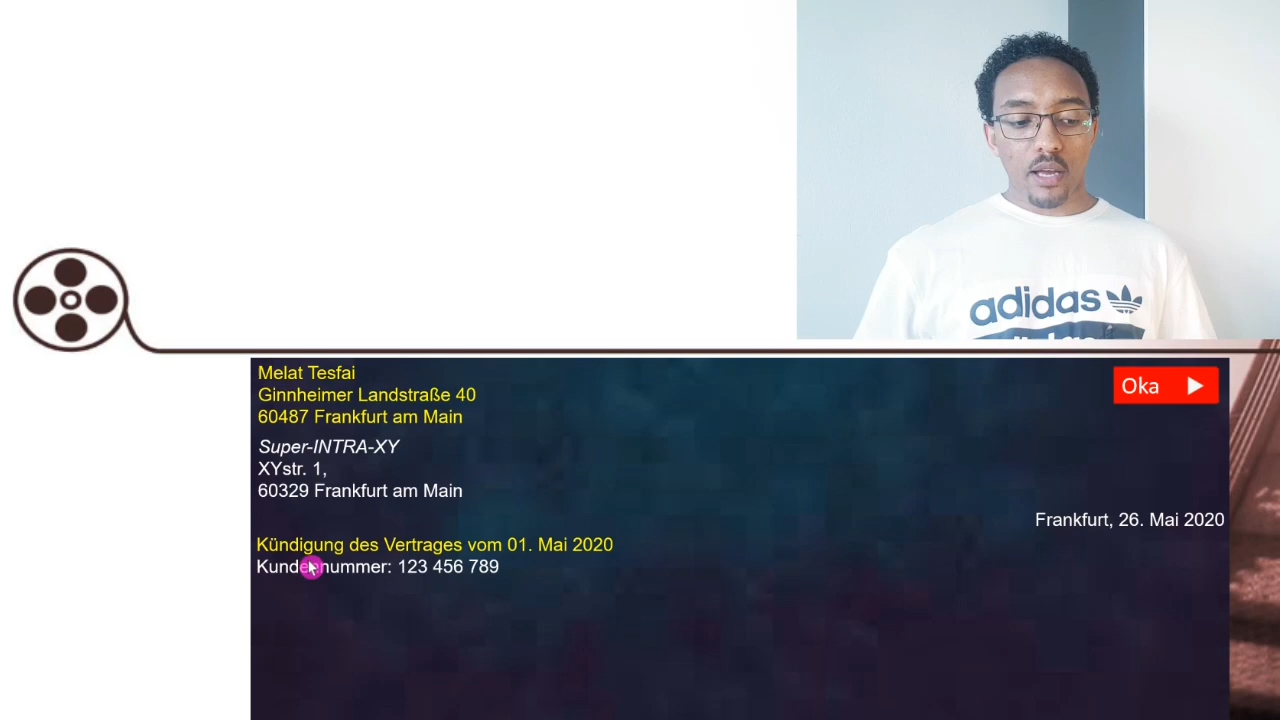 adidas
Melat Tesfai
Ginnheimer Landstraße 40
60487 Frankfurt am Main
Oka
Super-INTRA-XY
XYstr. 1,
60329 Frankfurt am Main
Frankfurt, 26. Mai 2020
Kündigung des Vertrages vom 01. Mai 2020
Kundennummer: 123 456 789